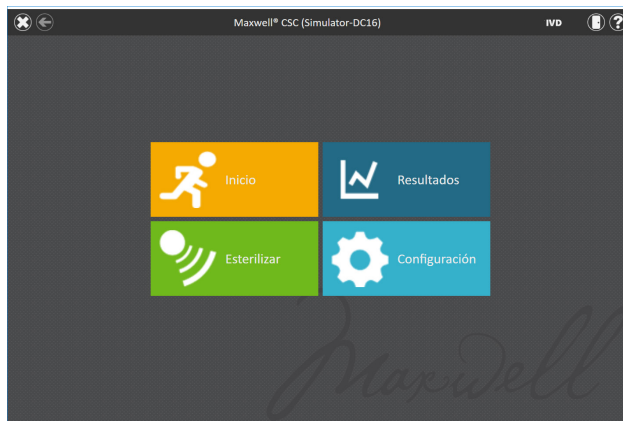 Maxwell® CSC (Simulator-DC16)
IVD
?
Inicio
Resultados
Esterilizar
Configuración
Maxwell